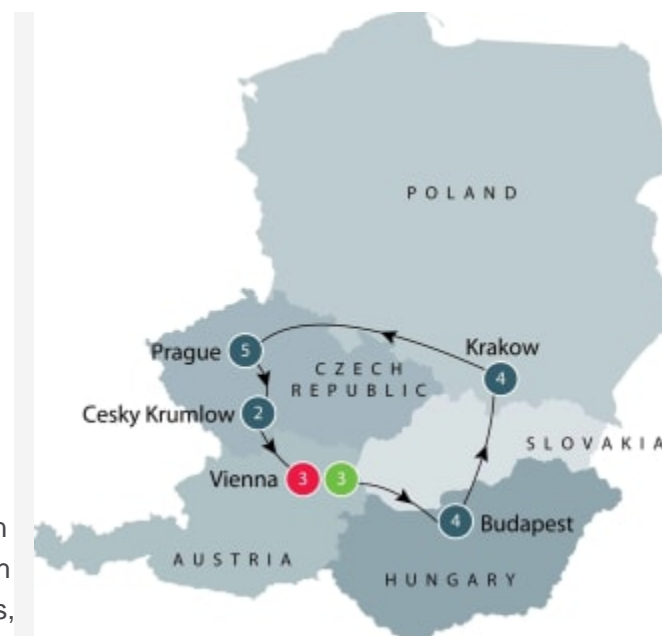 POLAND
Krakow
4
Prague 5
CZECH
REPUBLIC
Cesky Krumlow 2
SLOVAKIA
Vienna 3 3
4 Budapest
AUSTRIA
HUNGARY
n
n
s,